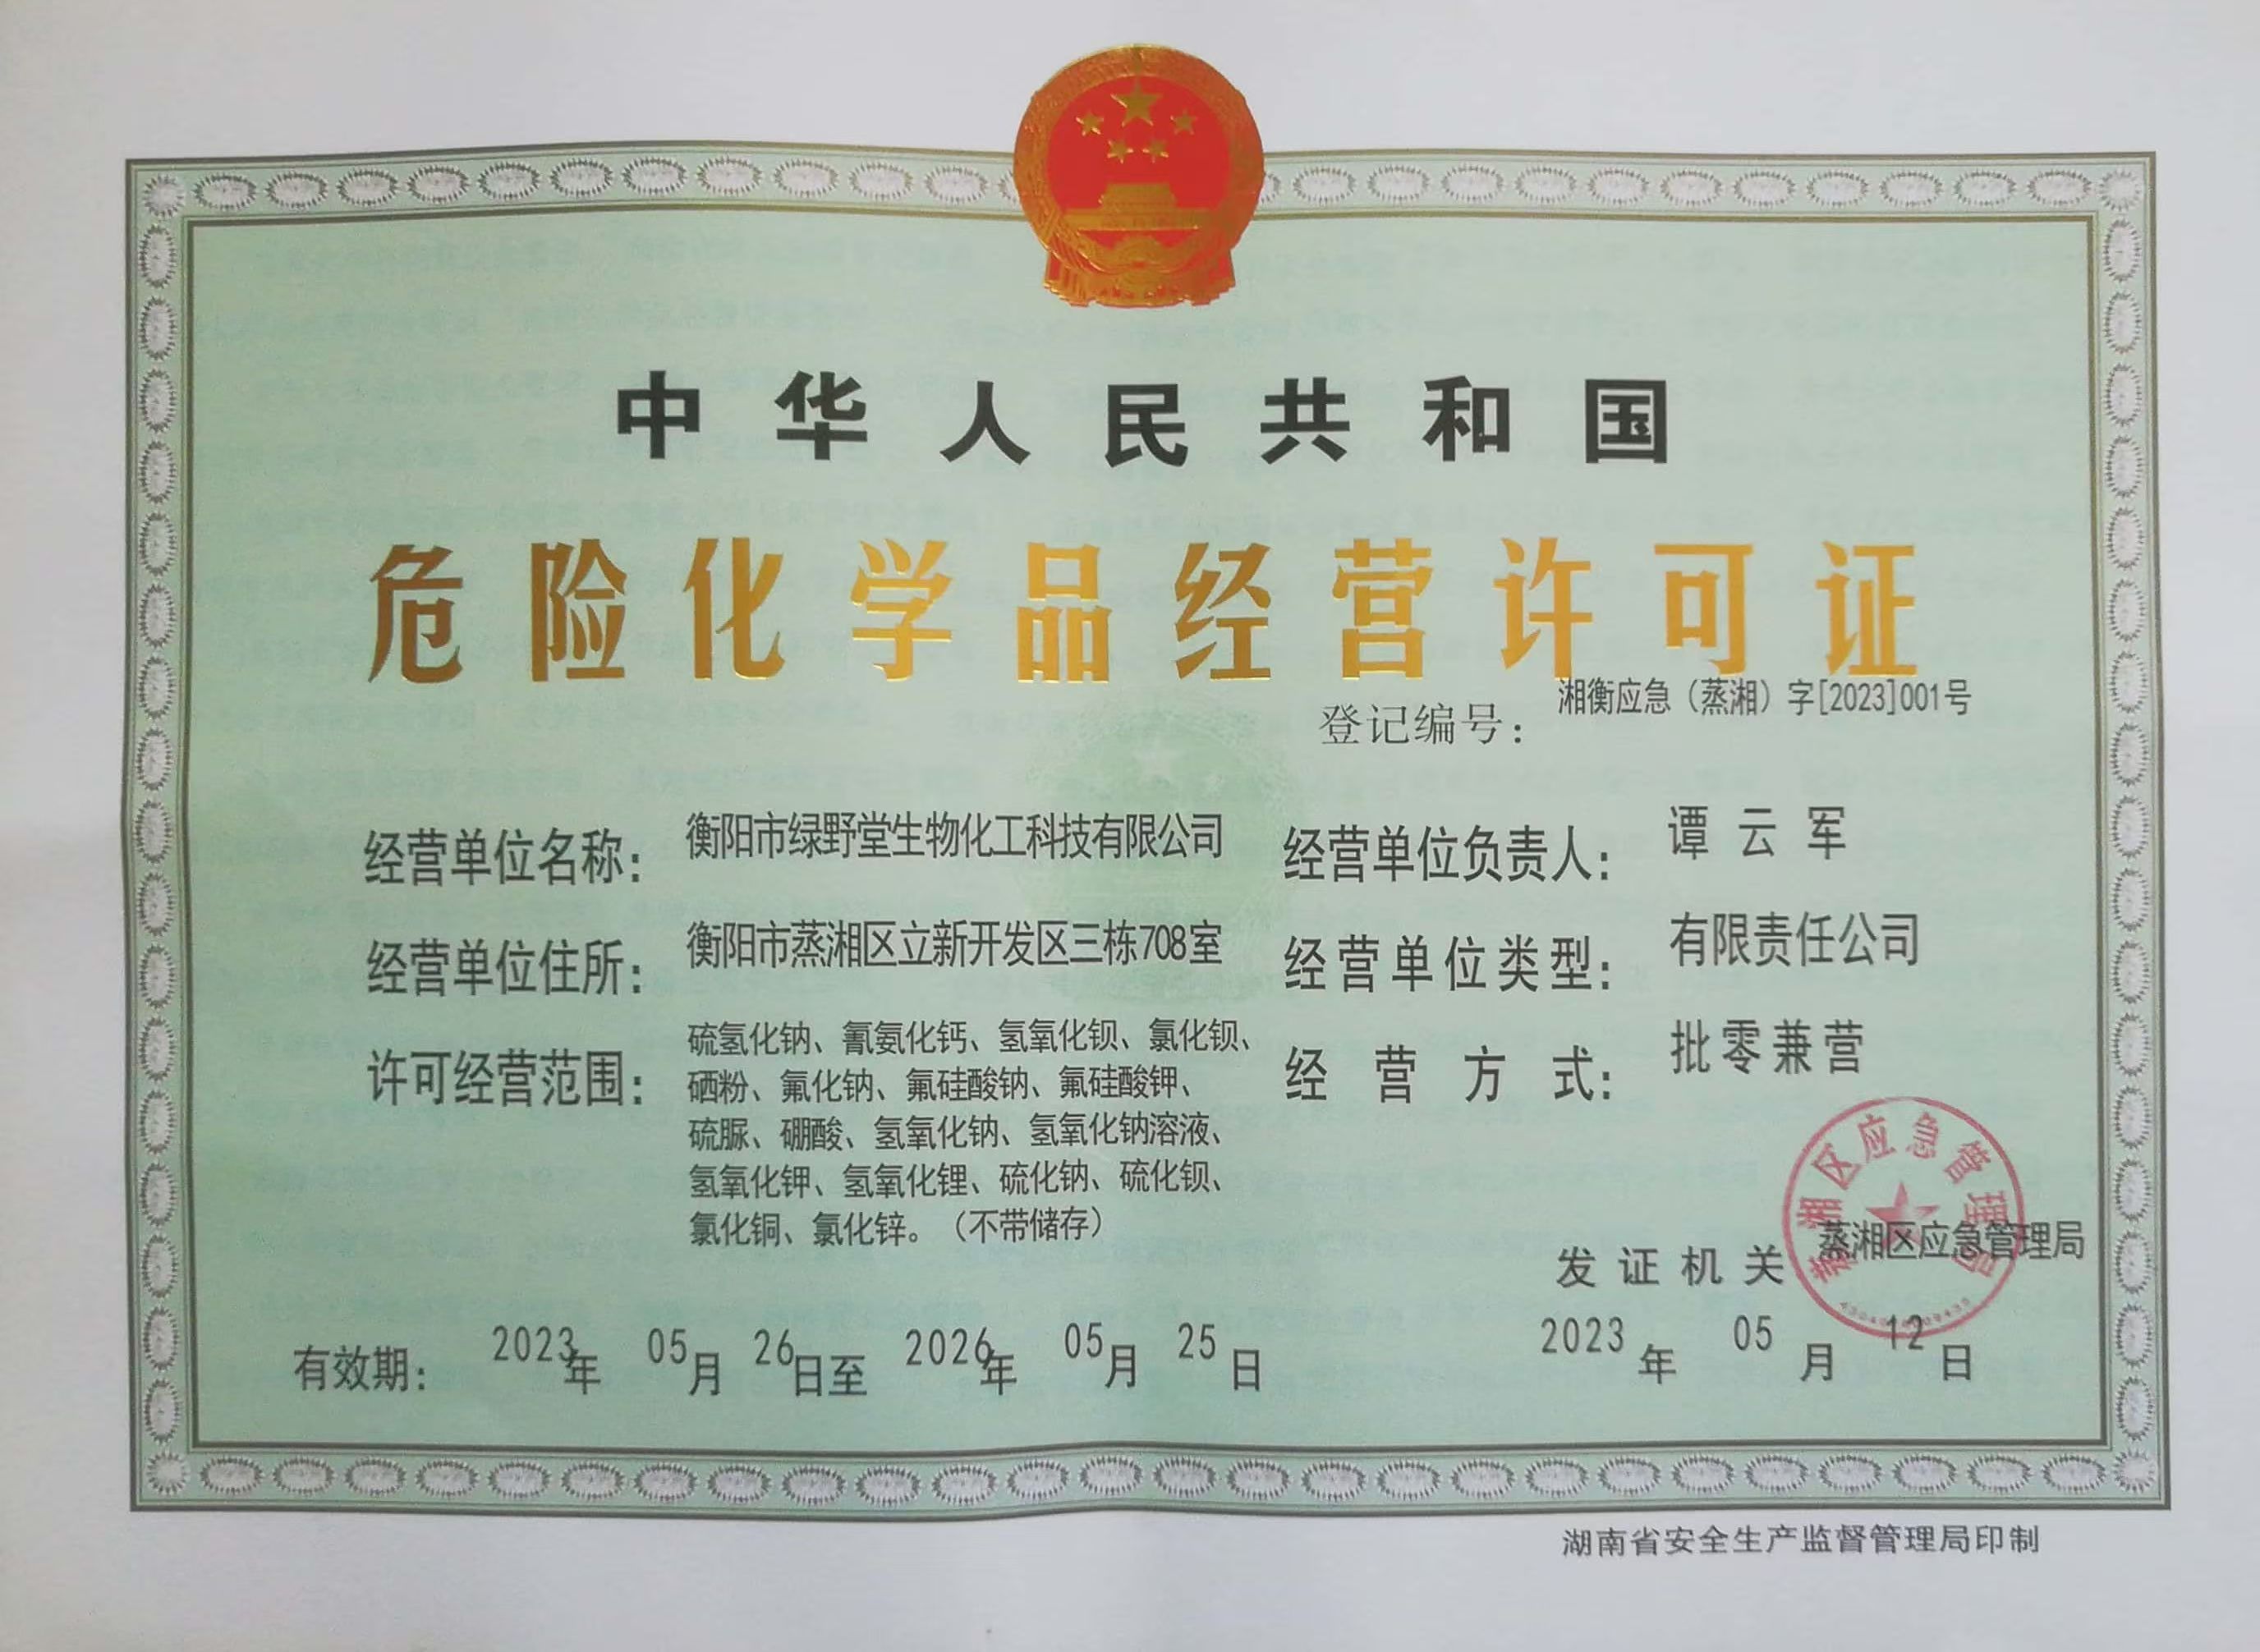 中华人民共和国
危险化学品经营许可证
登记编号：湘衡应急（蒸湘）字[2023]001号
经营单位名称：衡阳市绿野堂生物化工科技有限公司
经营单位负责人：谭云军
经营单位住所：衡阳市蒸湘区立新开发区三栋708室
经营单位类型：有限责任公司
许可经营范围：硫氢化钠、氰氨化钙、氢氧化钡、氯化钡、
硒粉、氟化钠、氟硅酸钠、氟硅酸钾、
硫脲、硼酸、氢氧化钠、氢氧化钠溶液、
氢氧化钾、氢氧化锂、硫化钠、硫化钡、
氯化铜、氯化锌。（不带储存）
经营方式：批零兼营
蒸湘区应急管理局
发证机关 蒸湘区应急管理局
有效期：2023年05月26日至2026年05月25日
2023年05月12日
湖南省安全生产监督管理局印制